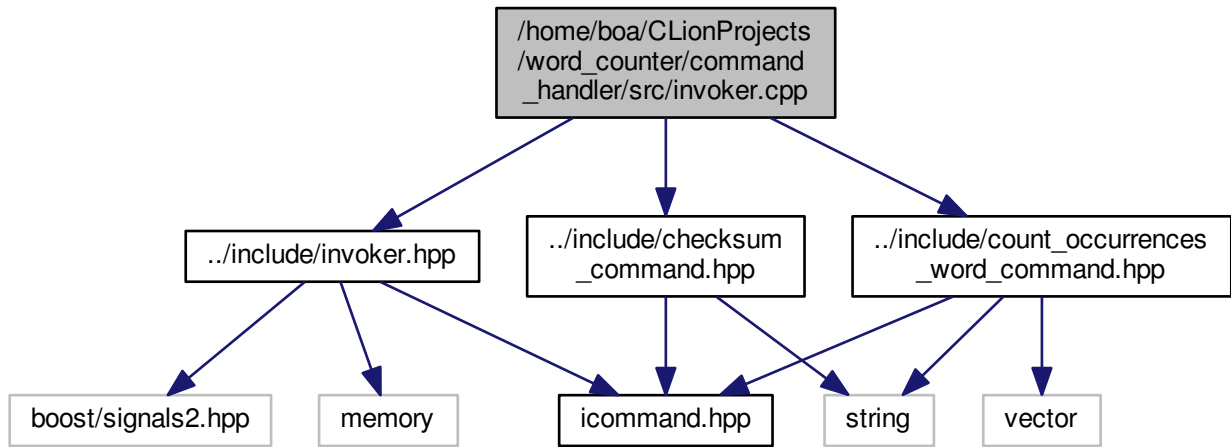 /home/boa/CLionProjects
/word_counter/command
_handler/src/invoker.cpp
../include/invoker.hpp
../include/checksum
_command.hpp
../include/count_occurrences
_word_command.hpp
boost/signals2.hpp
memory
icommand.hpp
string
vector